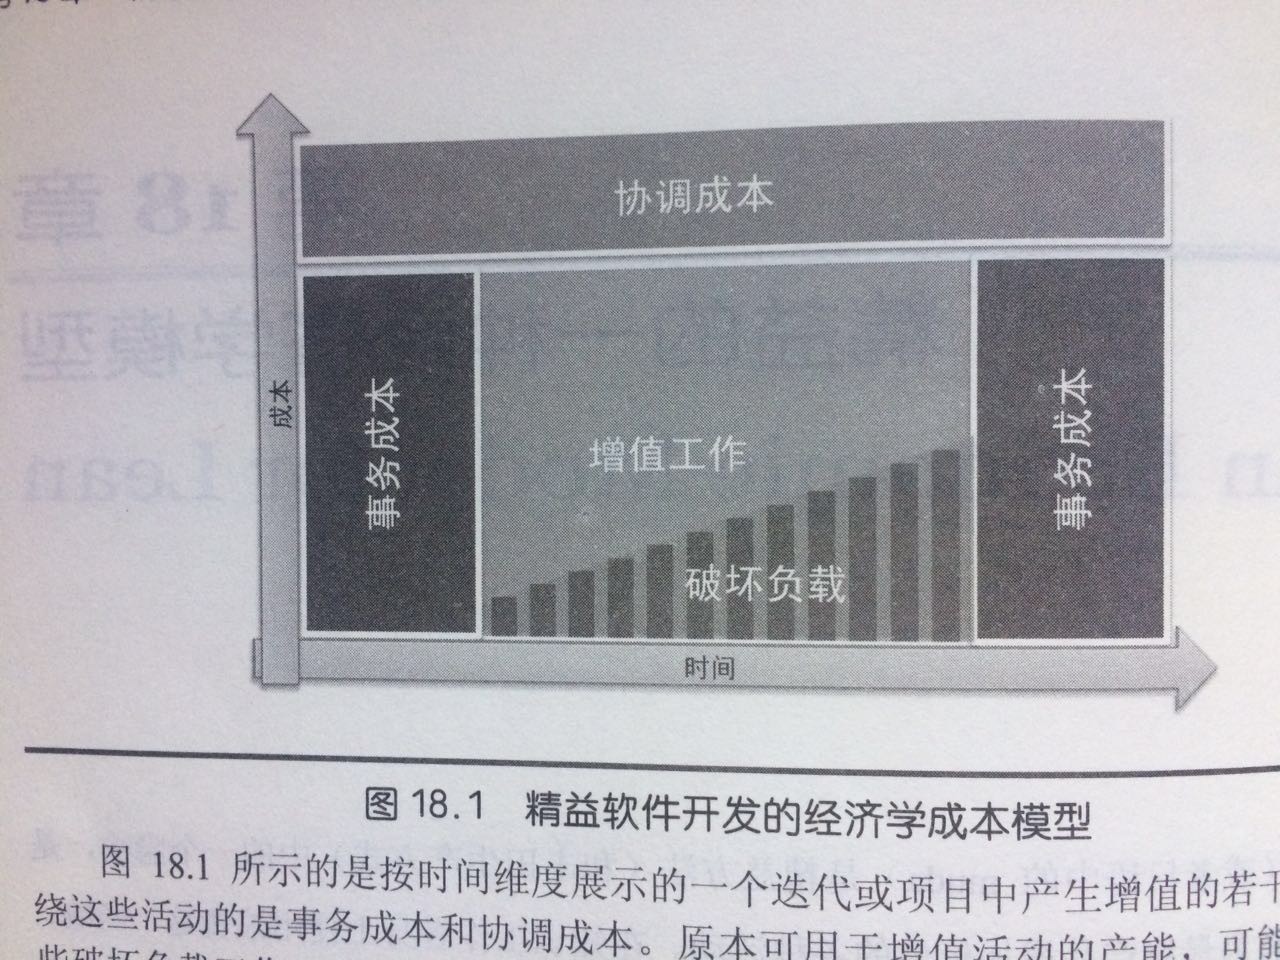 协调成本
成本
事务成本
增值工作
破坏负载
事务成本
时间
图 18.1 精益软件开发的经济学成本模型
图 18.1 所示的是按时间维度展示的一个迭代或项目中产生增值的若干
绕这些活动的是事务成本和协调成本。原本可用于增值活动的产能，可能